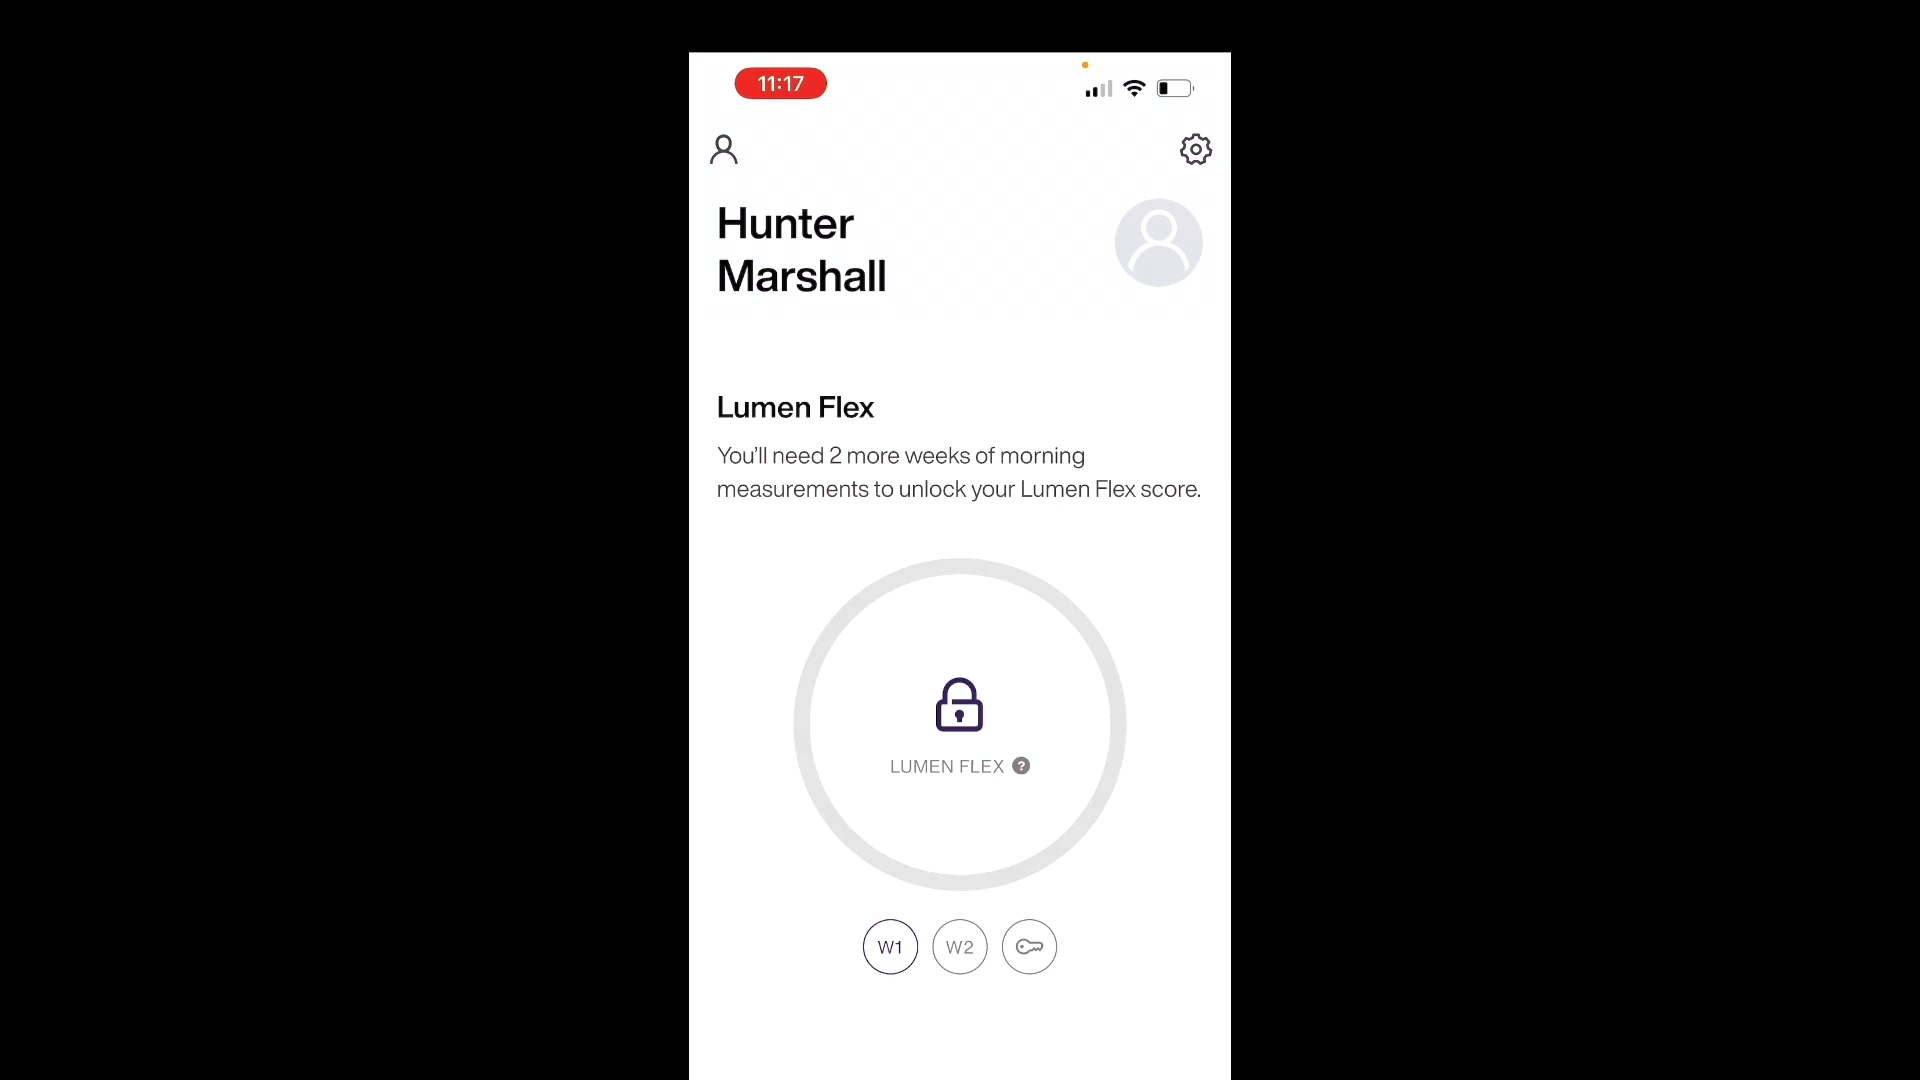 11:17
Hunter
Marshall
Lumen Flex
You'll need 2 more weeks of morning
measurements to unlock your Lumen Flex score.
LUMEN FLEX ?
W1 W2